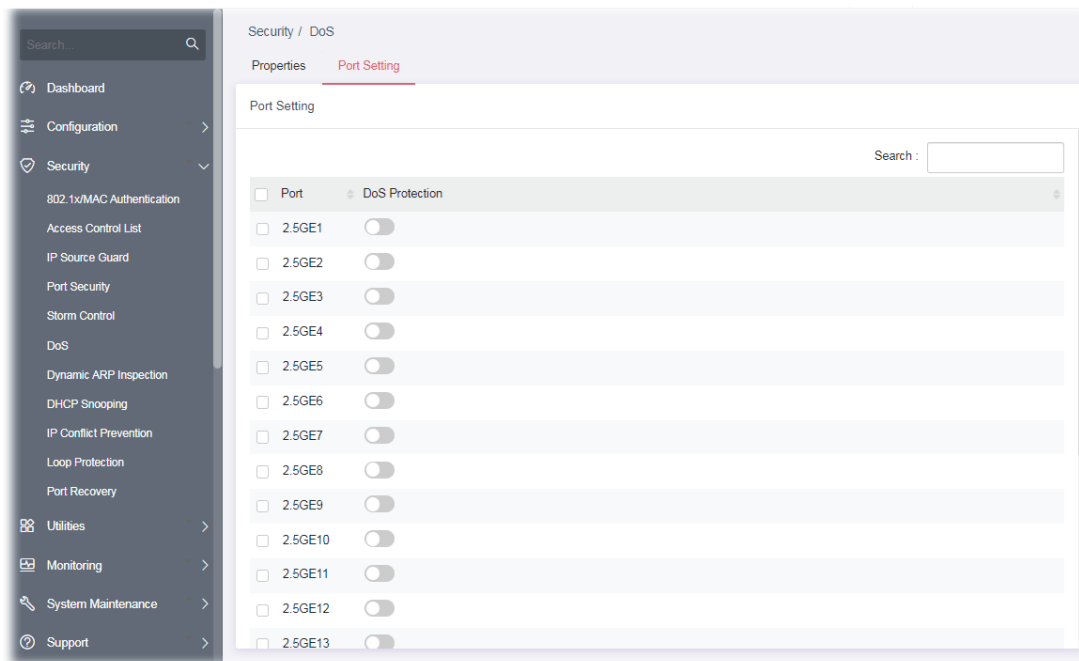 Search...
Dashboard
Configuration
Security
802.1x/MAC Authentication
Access Control List
IP Source Guard
Port Security
Storm Control
DoS
Dynamic ARP Inspection
DHCP Snooping
IP Conflict Prevention
Loop Protection
Port Recovery
Utilities
Monitoring
System Maintenance
Support
Security / DoS
Properties Port Setting
Port Setting
Search :
Port DoS Protection
2.5GE1
2.5GE2
2.5GE3
2.5GE4
2.5GE5
2.5GE6
2.5GE7
2.5GE8
2.5GE9
2.5GE10
2.5GE11
2.5GE12
2.5GE13